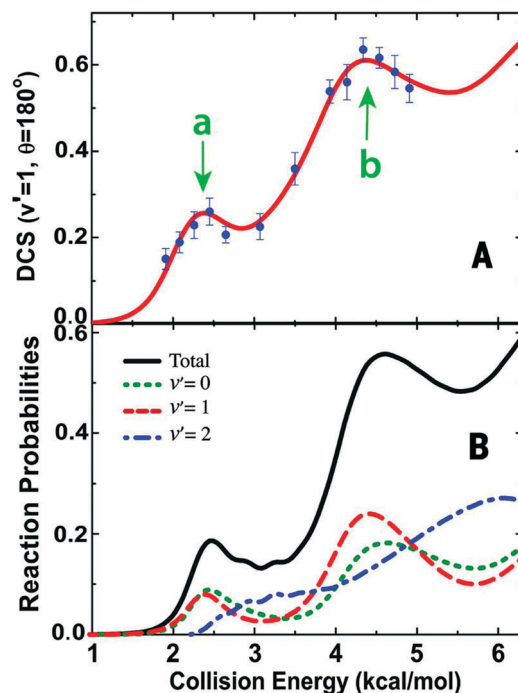 DCS (v'=1, θ=180°)
0.6
0.4
0.2
0.0
a
b
A
Reaction Probabilities
0.6
0.4
0.2
0.0
Total
v'= 0
v'= 1
v'= 2
B
1 2 3 4 5 6
Collision Energy (kcal/mol)